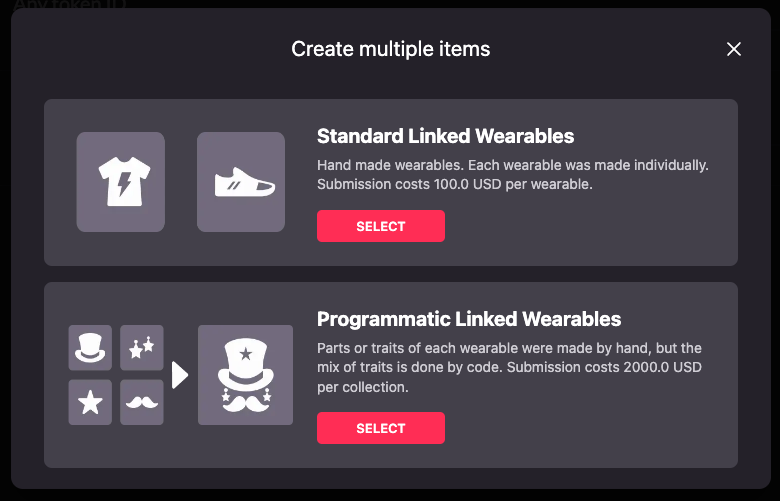 Any token ID
Create multiple items
Standard Linked Wearables
Hand made wearables. Each wearable was made individually.
Submission costs 100.0 USD per wearable.
SELECT
Programmatic Linked Wearables
Parts or traits of each wearable were made by hand, but the
mix of traits is done by code. Submission costs 2000.0 USD
per collection.
SELECT